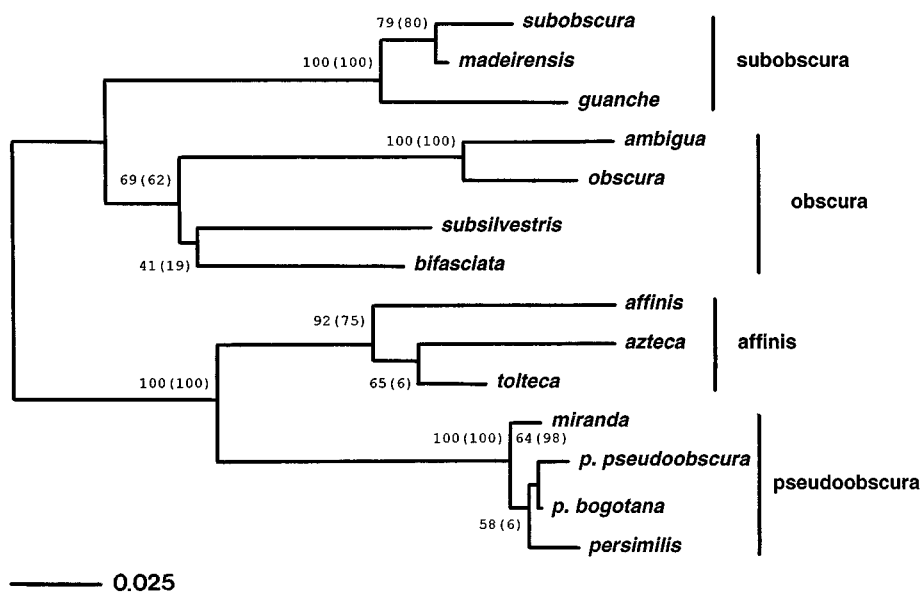 79(80)
subobscura
madeirensis
100(100)
subobscura
guanche
100(100)
ambigua
69(62)
obscura
obscura
subsilvestris
41(19)
bifasciata
affinis
92(75)
azteca
affinis
65(6)
tolteca
100(100)
miranda
100(100)
64(98)
p. pseudoobscura
pseudoobscura
p. bogotana
58(6)
persimilis
0.025